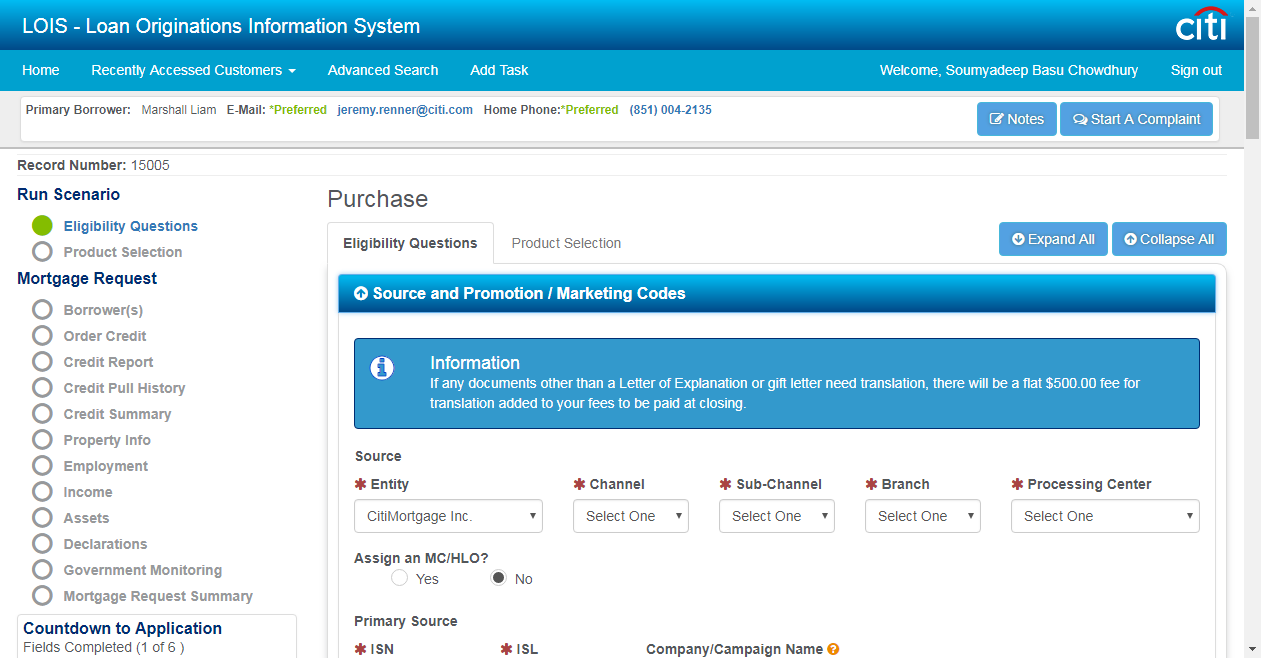 LOIS - Loan Originations Information System
citi
Home Recently Accessed Customers Advanced Search Add Task Welcome, Soumyadeep Basu Chowdhury Sign out
Primary Borrower: Marshall Liam E-Mail: *Preferred jeremy.renner@citi.com Home Phone:*Preferred (851) 004-2135
Notes Start A Complaint
Record Number: 15005
Run Scenario
Eligibility Questions
Product Selection
Mortgage Request
Borrower(s)
Order Credit
Credit Report
Credit Pull History
Credit Summary
Property Info
Employment
Income
Assets
Declarations
Government Monitoring
Mortgage Request Summary
Countdown to Application
Fields Completed (1 of 6 )
Purchase
Eligibility Questions Product Selection
Expand All Collapse All
Source and Promotion / Marketing Codes
Information
If any documents other than a Letter of Explanation or gift letter need translation, there will be a flat $500.00 fee for
translation added to your fees to be paid at closing.
Source
✱ Entity ✱ Channel ✱ Sub-Channel ✱ Branch ✱ Processing Center
CitiMortgage Inc. Select One Select One Select One Select One
Assign an MC/HLO?
Yes No
Primary Source
✱ ISN ✱ ISL Company/Campaign Name ?